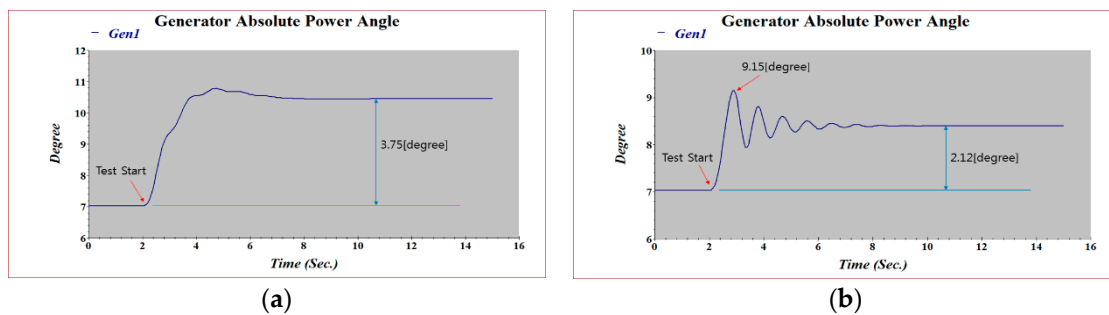 Generator Absolute Power Angle
Gen1
12
11
10
9
8
7
6
Degree
3.75[degree]
Test Start
0
2
4
6
8
10
12
14
16
Time (Sec.)
(a)
Generator Absolute Power Angle
Gen1
10
9
8
7
6
Degree
9.15[degree]
2.12[degree]
Test Start
0
2
4
6
8
10
12
14
16
Time (Sec.)
(b)